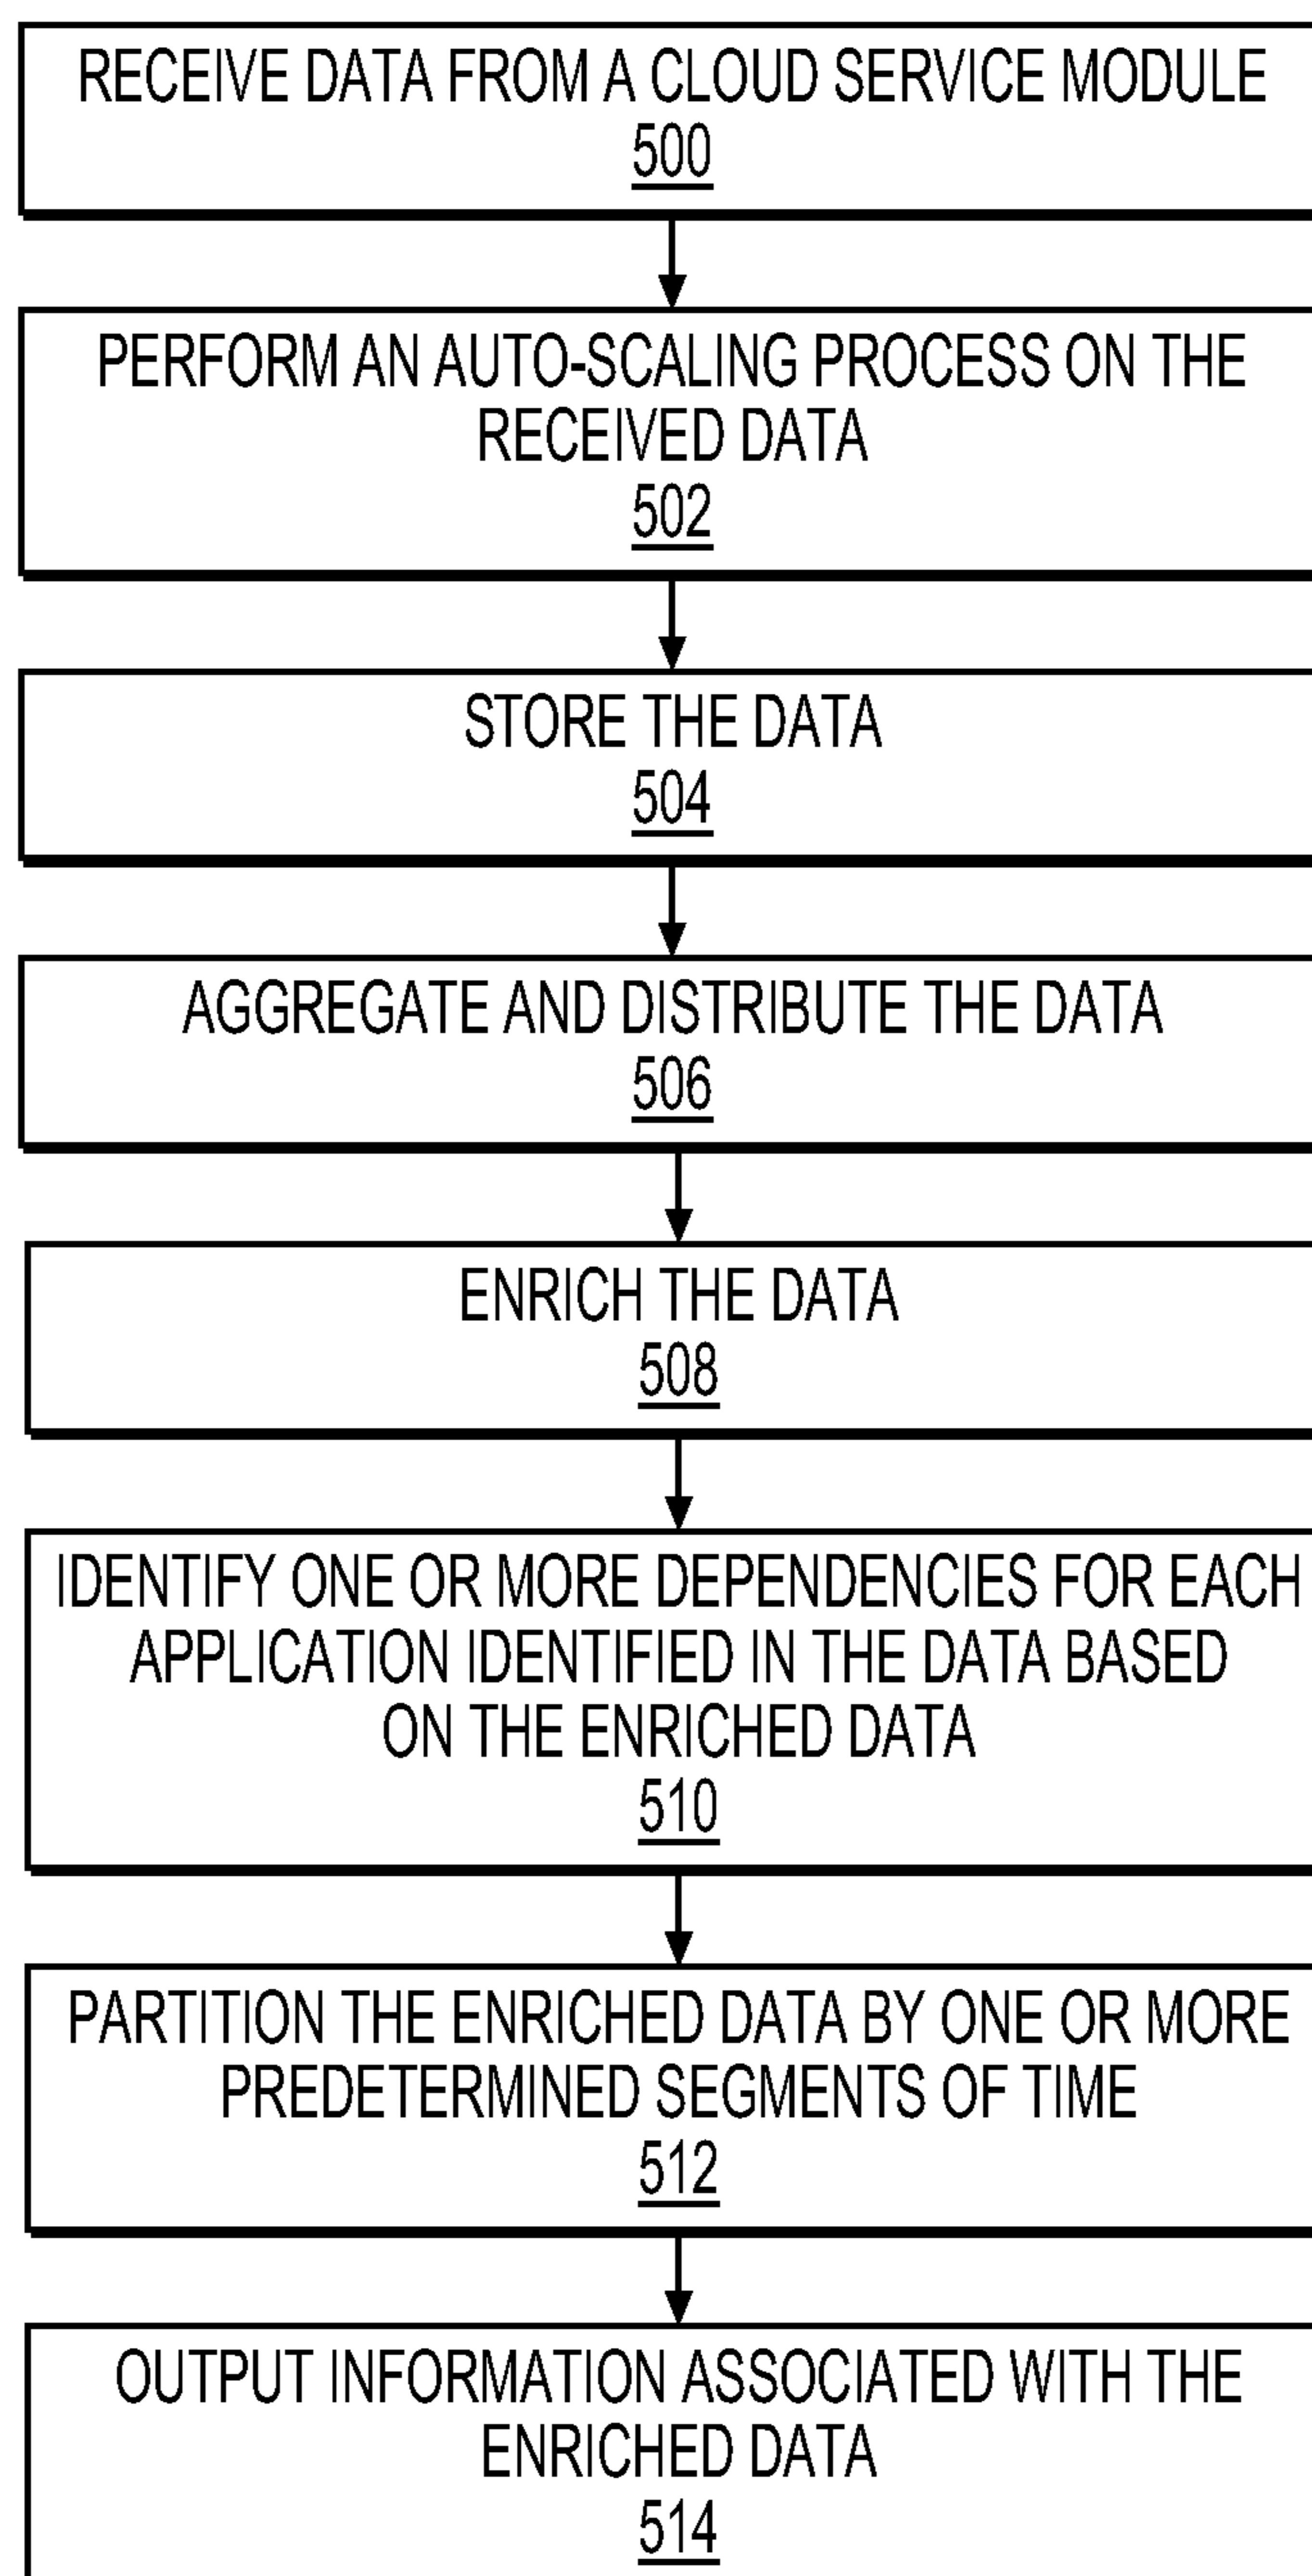 RECEIVE DATA FROM A CLOUD SERVICE MODULE
500
PERFORM AN AUTO-SCALING PROCESS ON THE
RECEIVED DATA
502
STORE THE DATA
504
AGGREGATE AND DISTRIBUTE THE DATA
506
ENRICH THE DATA
508
IDENTIFY ONE OR MORE DEPENDENCIES FOR EACH
APPLICATION IDENTIFIED IN THE DATA BASED
ON THE ENRICHED DATA
510
PARTITION THE ENRICHED DATA BY ONE OR MORE
PREDETERMINED SEGMENTS OF TIME
512
OUTPUT INFORMATION ASSOCIATED WITH THE
ENRICHED DATA
514